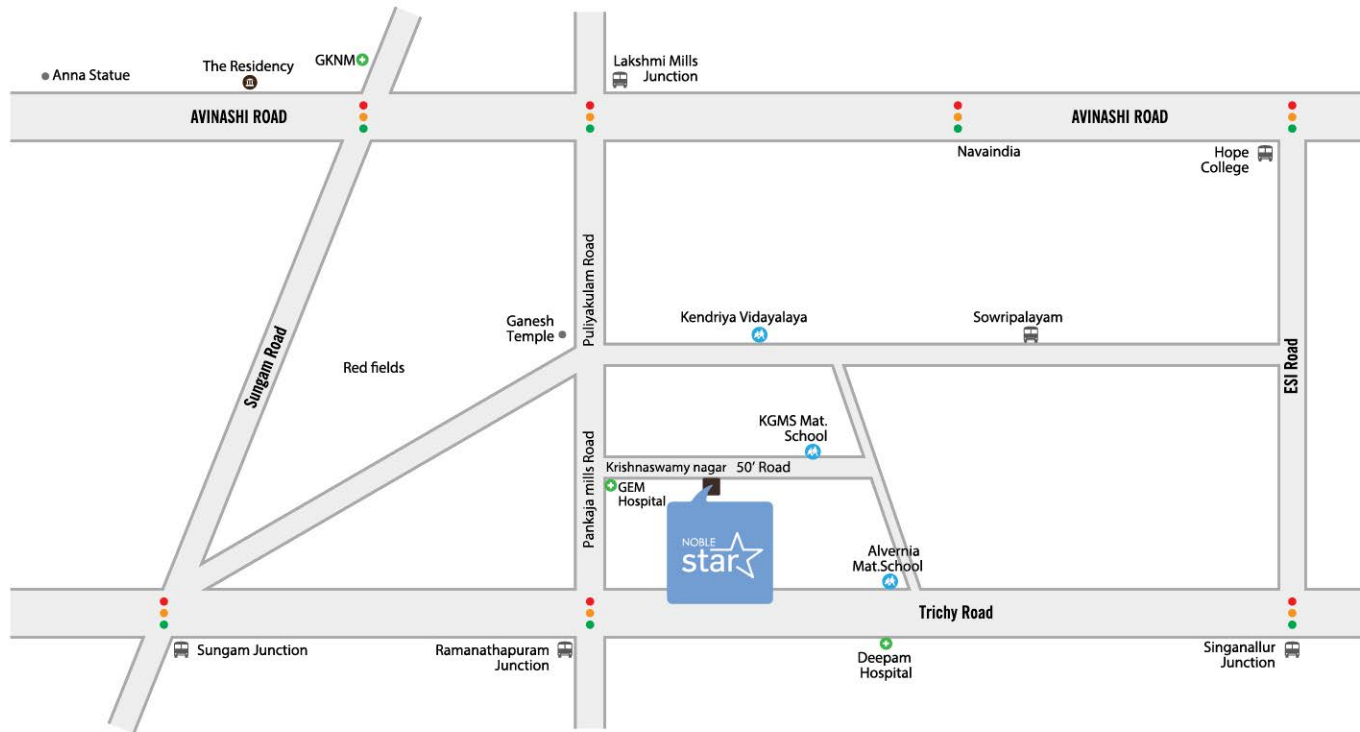 Anna Statue
The Residency
GKNM
Lakshmi Mills
Junction
AVINASHI ROAD
AVINASHI ROAD
Navaindia
Hope
College
Puliyakulam Road
Ganesh
Temple
Kendriya Vidayalaya
Sowripalayam
Sungam Road
Red fields
ESI Road
KGMS Mat.
School
Pankaja mills Road
Krishnaswamy nagar 50' Road
GEM
Hospital
NOBLE
star
Alvernia
Mat.School
Trichy Road
Sungam Junction
Ramanathapuram
Junction
Deepam
Hospital
Singanallur
Junction